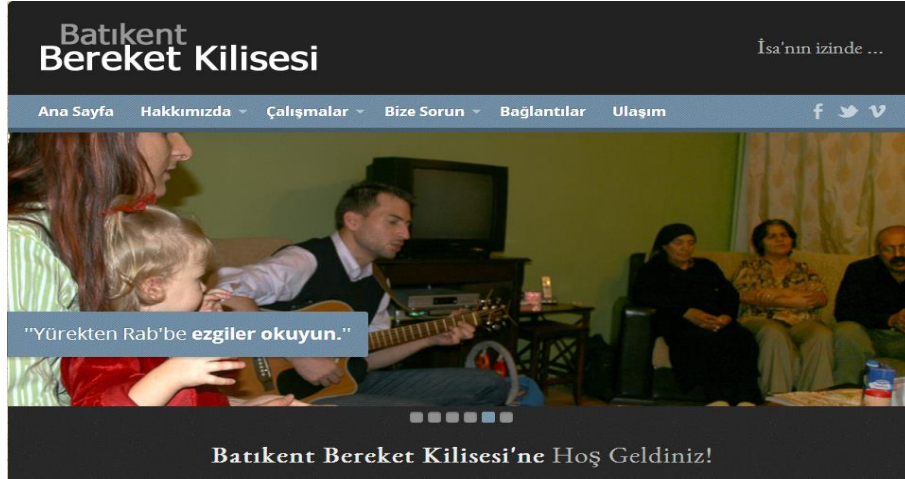 Batıkent
Bereket Kilisesi
İsa'nın izinde ...
Ana Sayfa Hakkımızda Çalışmalar Bize Sorun Bağlantılar Ulaşım
"Yürekten Rab'be ezgiler okuyun."
Batıkent Bereket Kilisesi'ne Hoş Geldiniz!